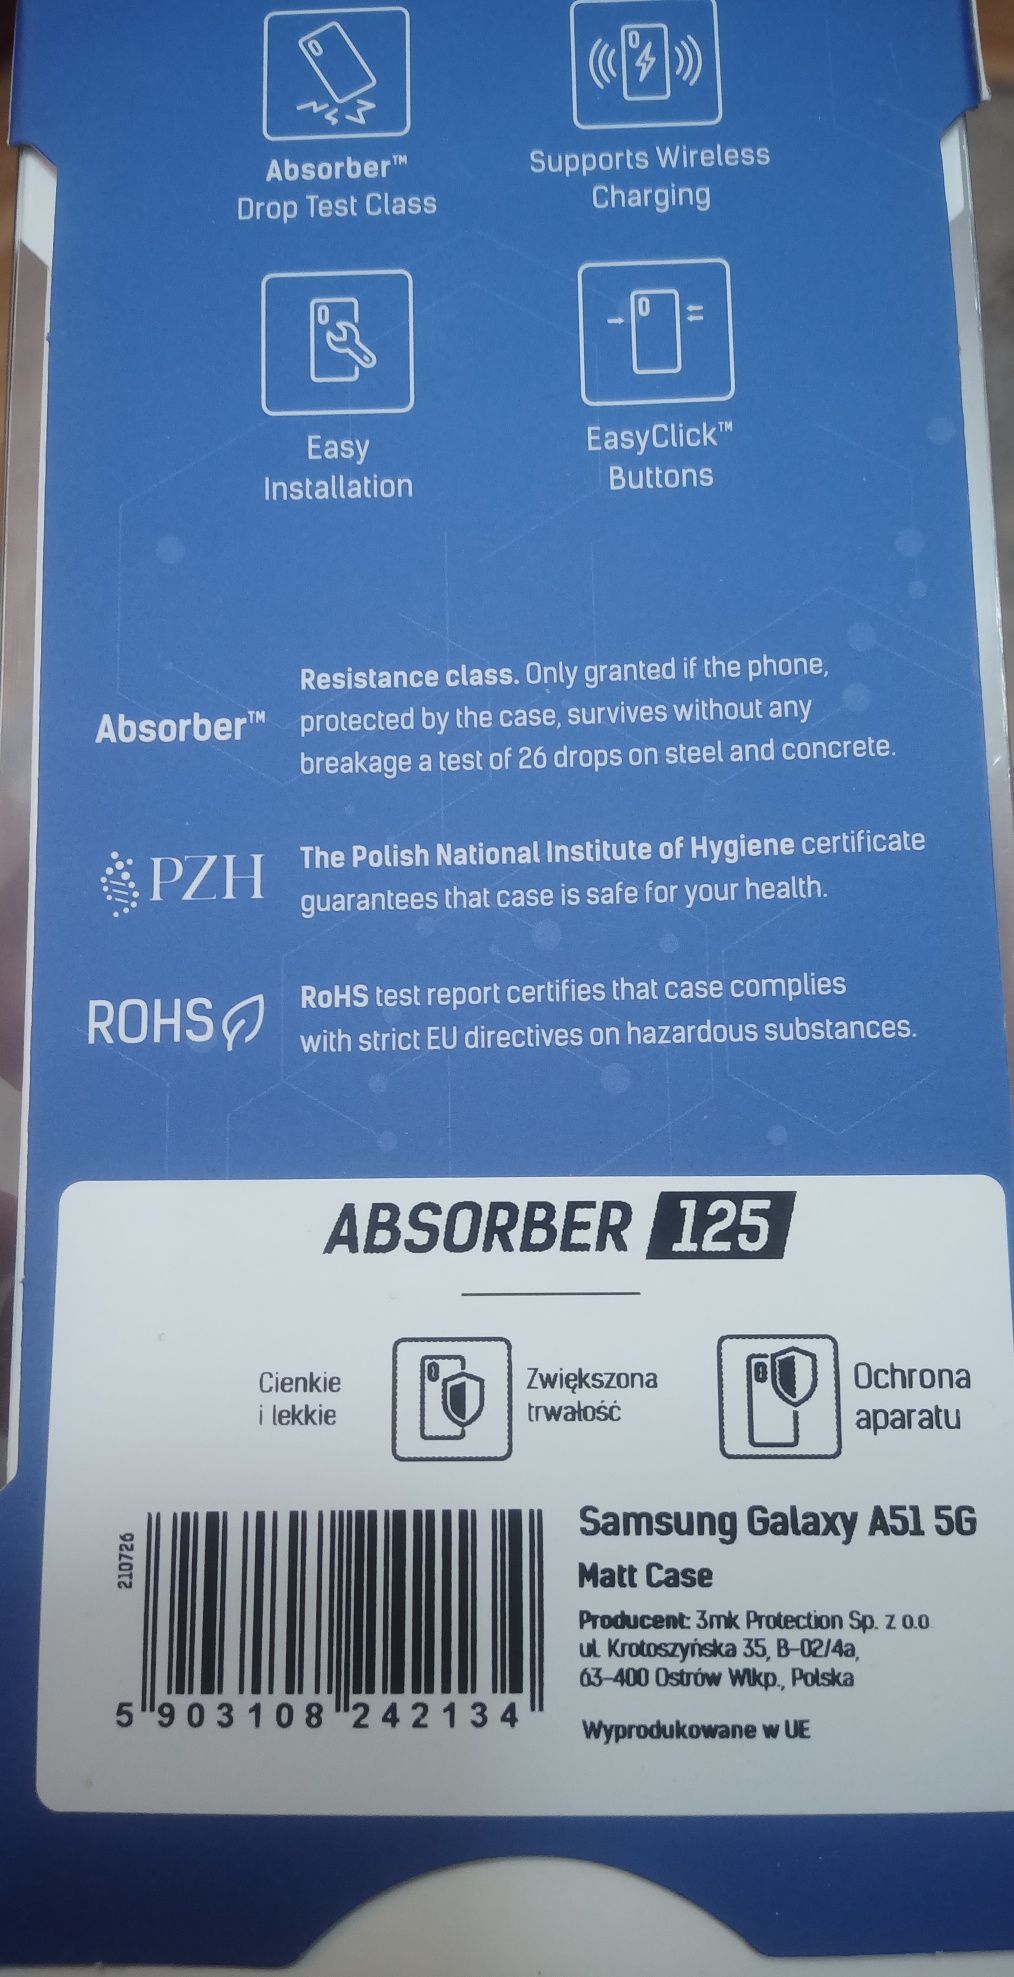 Absorber™
Drop Test Class
Supports Wireless
Charging
Easy
Installation
EasyClick™
Buttons
Absorber™
Resistance class. Only granted if the phone,
protected by the case, survives without any
breakage a test of 26 drops on steel and concrete.
PZH
The Polish National Institute of Hygiene certificate
guarantees that case is safe for your health.
ROHS
RoHS test report certifies that case complies
with strict EU directives on hazardous substances.
ABSORBER 125
Cienkie
i lekkie
Zwiększona
trwałość
Ochrona
aparatu
210726
5 903108 242134
Samsung Galaxy A51 5G
Matt Case
Producent: 3mk Protection Sp. z o.o
ul. Krotoszyńska 35, B-02/4a,
63-400 Ostrów Wlkp., Polska
Wyprodukowane w UE